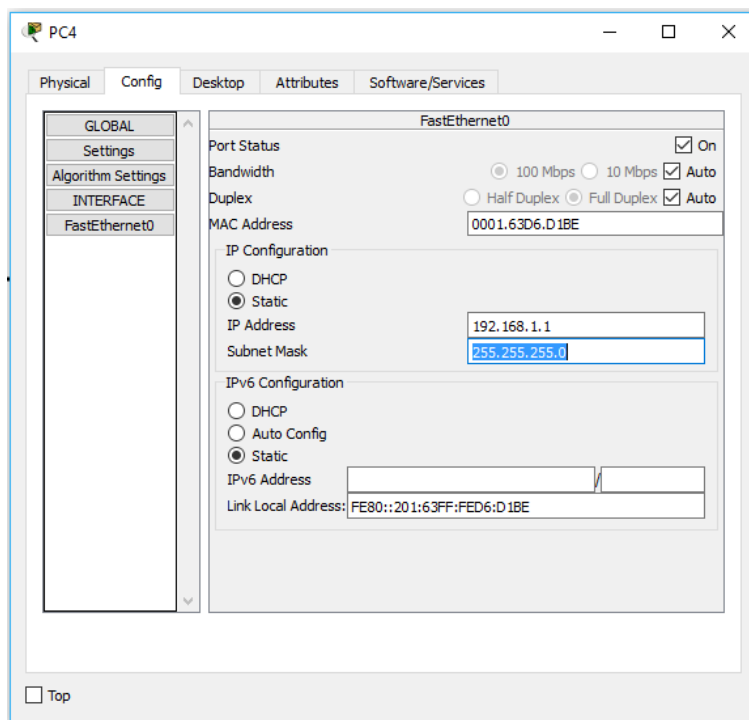 PC4
Physical Config Desktop Attributes Software/Services
GLOBAL
Settings
Algorithm Settings
INTERFACE
FastEthernet0
FastEthernet0
Port Status On
Bandwidth 100 Mbps 10 Mbps Auto
Duplex Half Duplex Full Duplex Auto
MAC Address 0001.63D6.D1BE
IP Configuration
DHCP
Static
IP Address 192.168.1.1
Subnet Mask 255.255.255.0
IPv6 Configuration
DHCP
Auto Config
Static
IPv6 Address /
Link Local Address: FE80::201:63FF:FED6:D1BE
Top